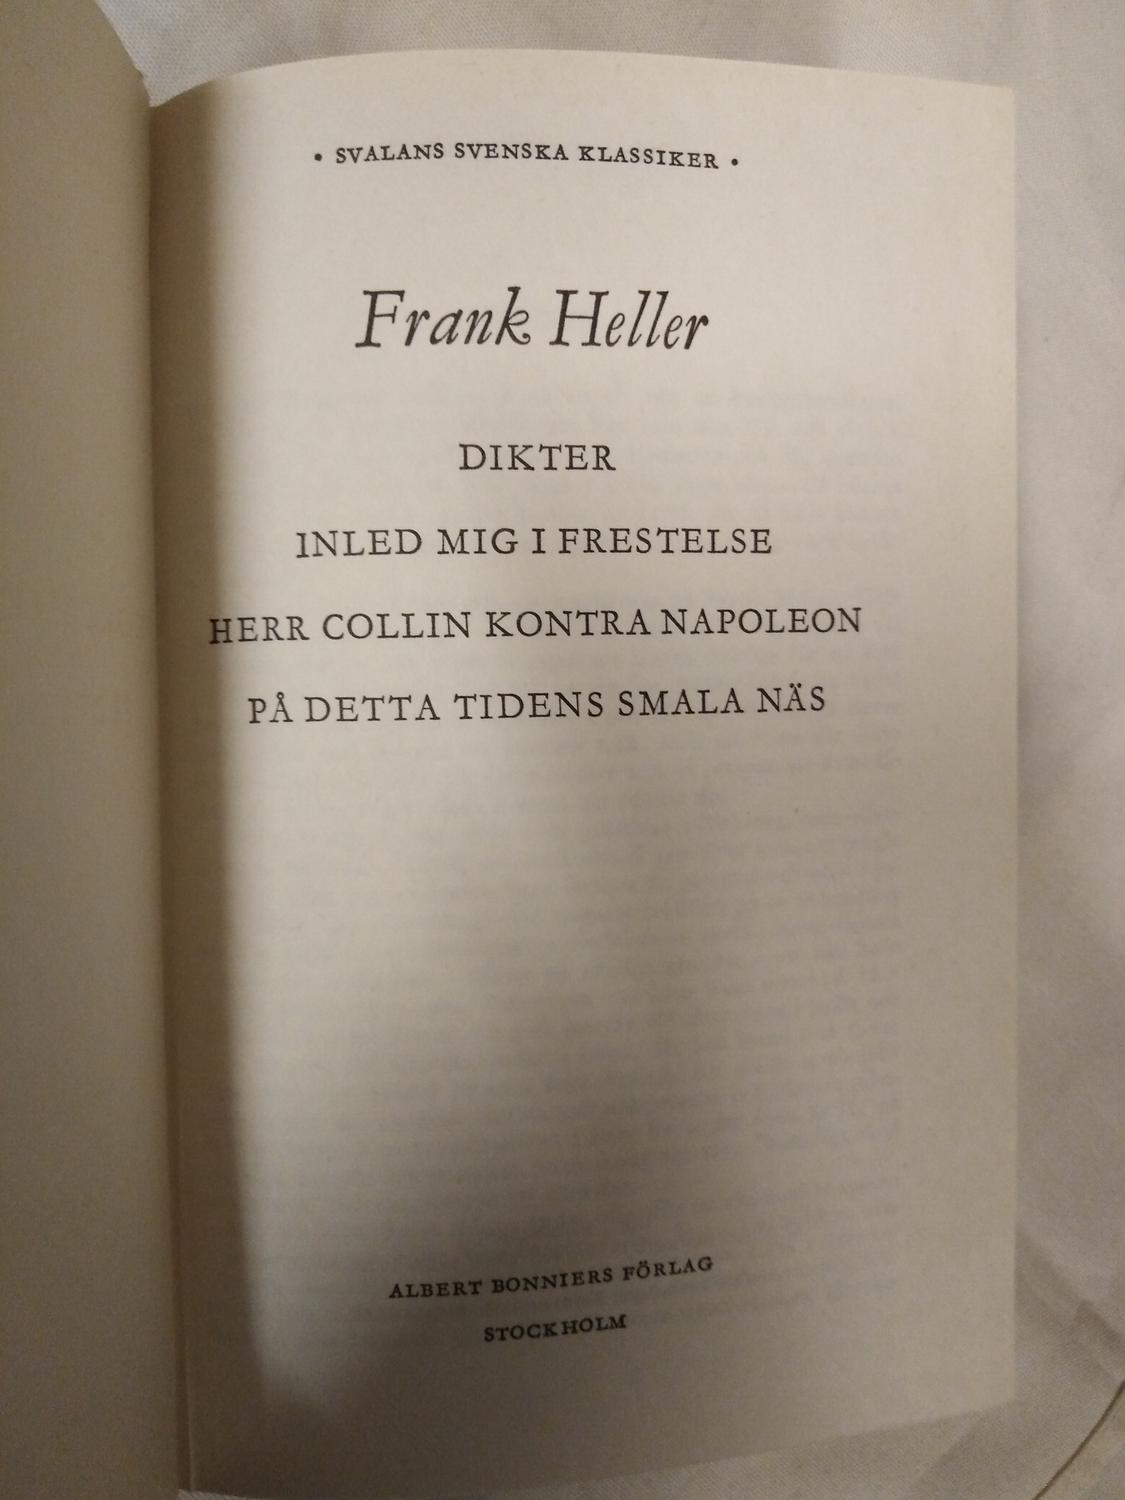 • SVALANS SVENSKA KLASSIKER •
Frank Heller
DIKTER
INLED MIG I FRESTELSE
HERR COLLIN KONTRA NAPOLEON
PÅ DETTA TIDENS SMALA NÄS
ALBERT BONNIERS FÖRLAG
STOCKHOLM